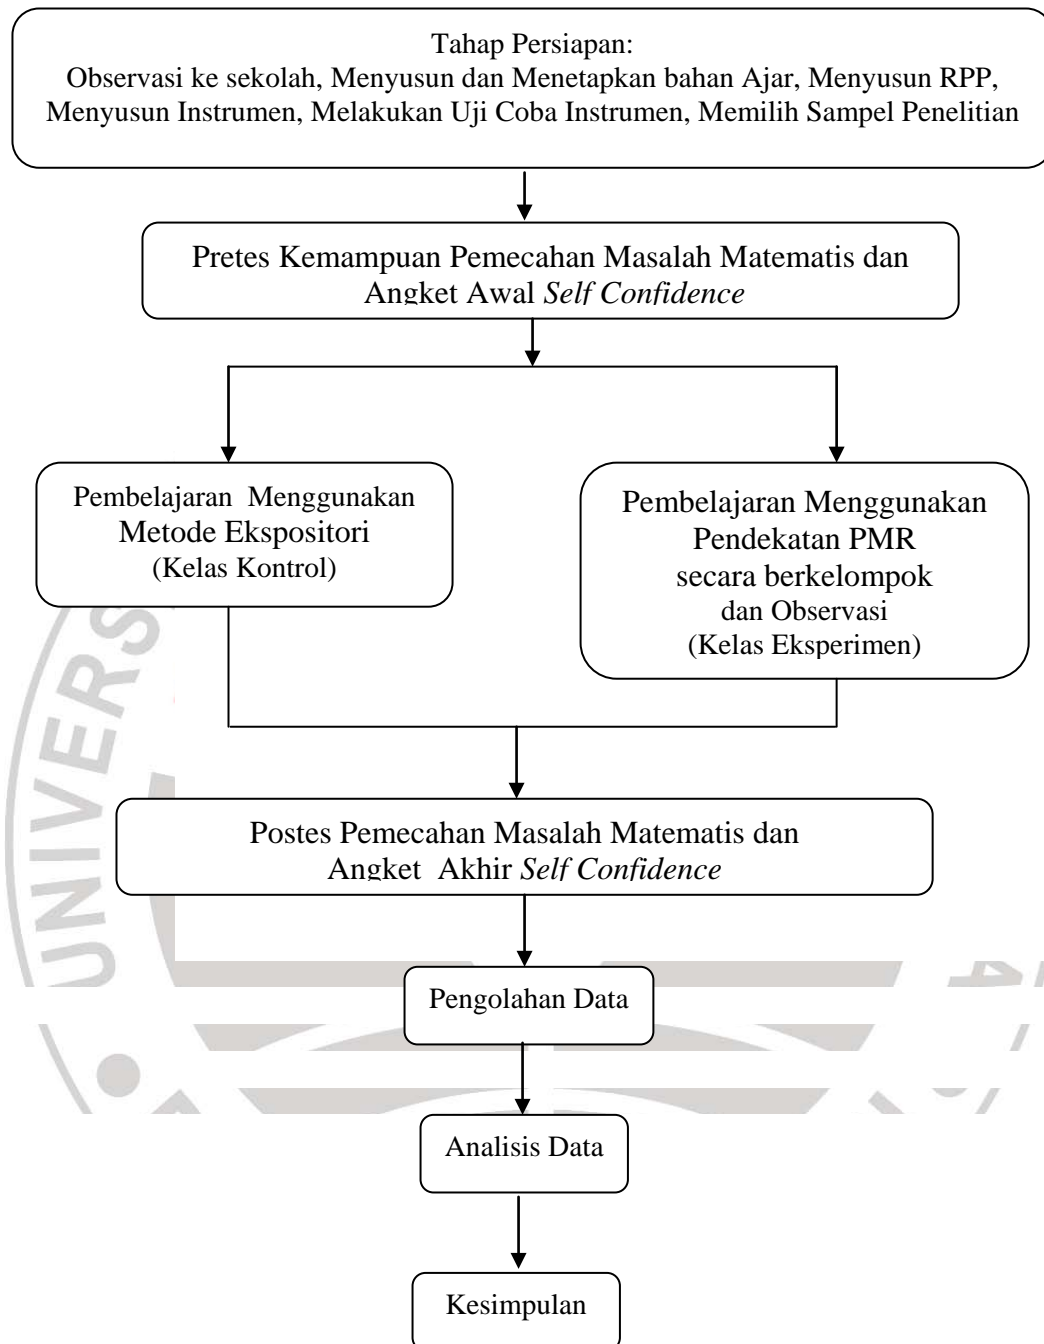 Tahap Persiapan:
Observasi ke sekolah, Menyusun dan Menetapkan bahan Ajar, Menyusun RPP,
Menyusun Instrumen, Melakukan Uji Coba Instrumen, Memilih Sampel Penelitian
Pretes Kemampuan Pemecahan Masalah Matematis dan
Angket Awal Self Confidence
Pembelajaran Menggunakan
Metode Ekspositori
(Kelas Kontrol)
Pembelajaran Menggunakan
Pendekatan PMR
secara berkelompok
dan Observasi
(Kelas Eksperimen)
Postes Pemecahan Masalah Matematis dan
Angket Akhir Self Confidence
Pengolahan Data
Analisis Data
Kesimpulan
UNIVERS